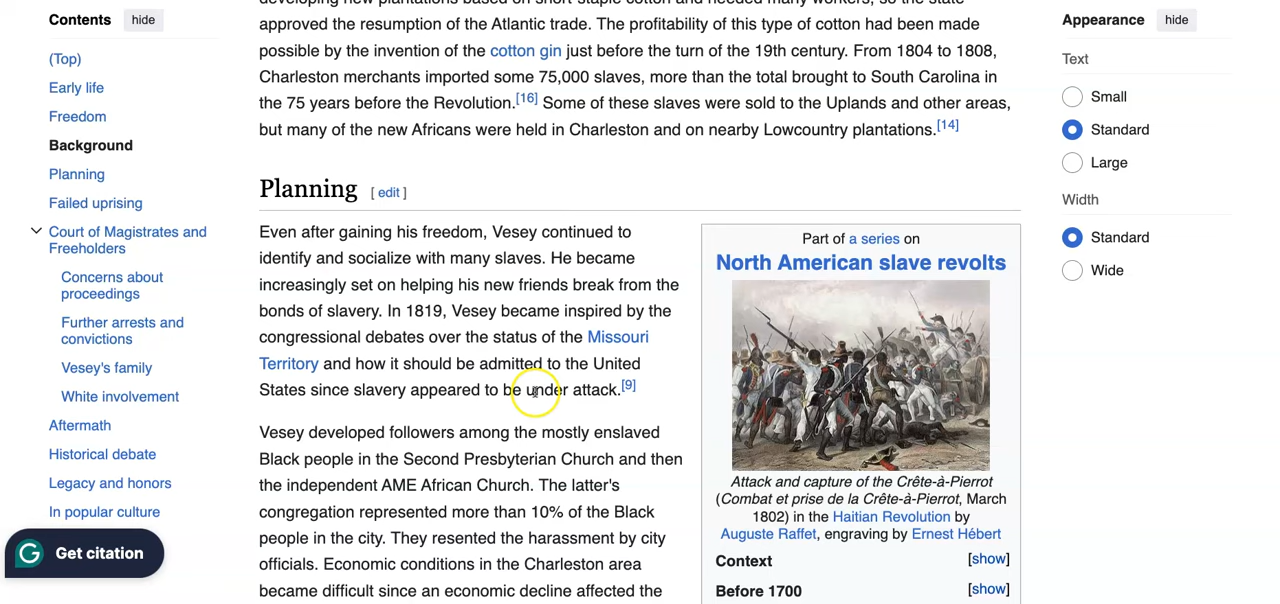 Contents hide
(Top)
Early life
Freedom
Background
Planning
Failed uprising
Court of Magistrates and
Freeholders
Concerns about
proceedings
Further arrests and
convictions
Vesey's family
White involvement
Aftermath
Historical debate
Legacy and honors
In popular culture
Get citation
developing new plantations based on short-staple cotton and needed many workers, so the state
approved the resumption of the Atlantic trade. The profitability of this type of cotton had been made
possible by the invention of the cotton gin just before the turn of the 19th century. From 1804 to 1808,
Charleston merchants imported some 75,000 slaves, more than the total brought to South Carolina in
the 75 years before the Revolution.[16] Some of these slaves were sold to the Uplands and other areas,
but many of the new Africans were held in Charleston and on nearby Lowcountry plantations.[14]
Planning [ edit ]
Even after gaining his freedom, Vesey continued to
identify and socialize with many slaves. He became
increasingly set on helping his new friends break from the
bonds of slavery. In 1819, Vesey became inspired by the
congressional debates over the status of the Missouri
Territory and how it should be admitted to the United
States since slavery appeared to be under attack.[9]
Vesey developed followers among the mostly enslaved
Black people in the Second Presbyterian Church and then
the independent AME African Church. The latter's
congregation represented more than 10% of the Black
people in the city. They resented the harassment by city
officials. Economic conditions in the Charleston area
became difficult since an economic decline affected the
Part of a series on
North American slave revolts
Attack and capture of the Crête-à-Pierrot
(Combat et prise de la Crête-à-Pierrot, March
1802) in the Haitian Revolution by
Auguste Raffet, engraving by Ernest Hébert
Context [show]
Before 1700 [show]
Appearance hide
Text
Small
Standard
Large
Width
Standard
Wide